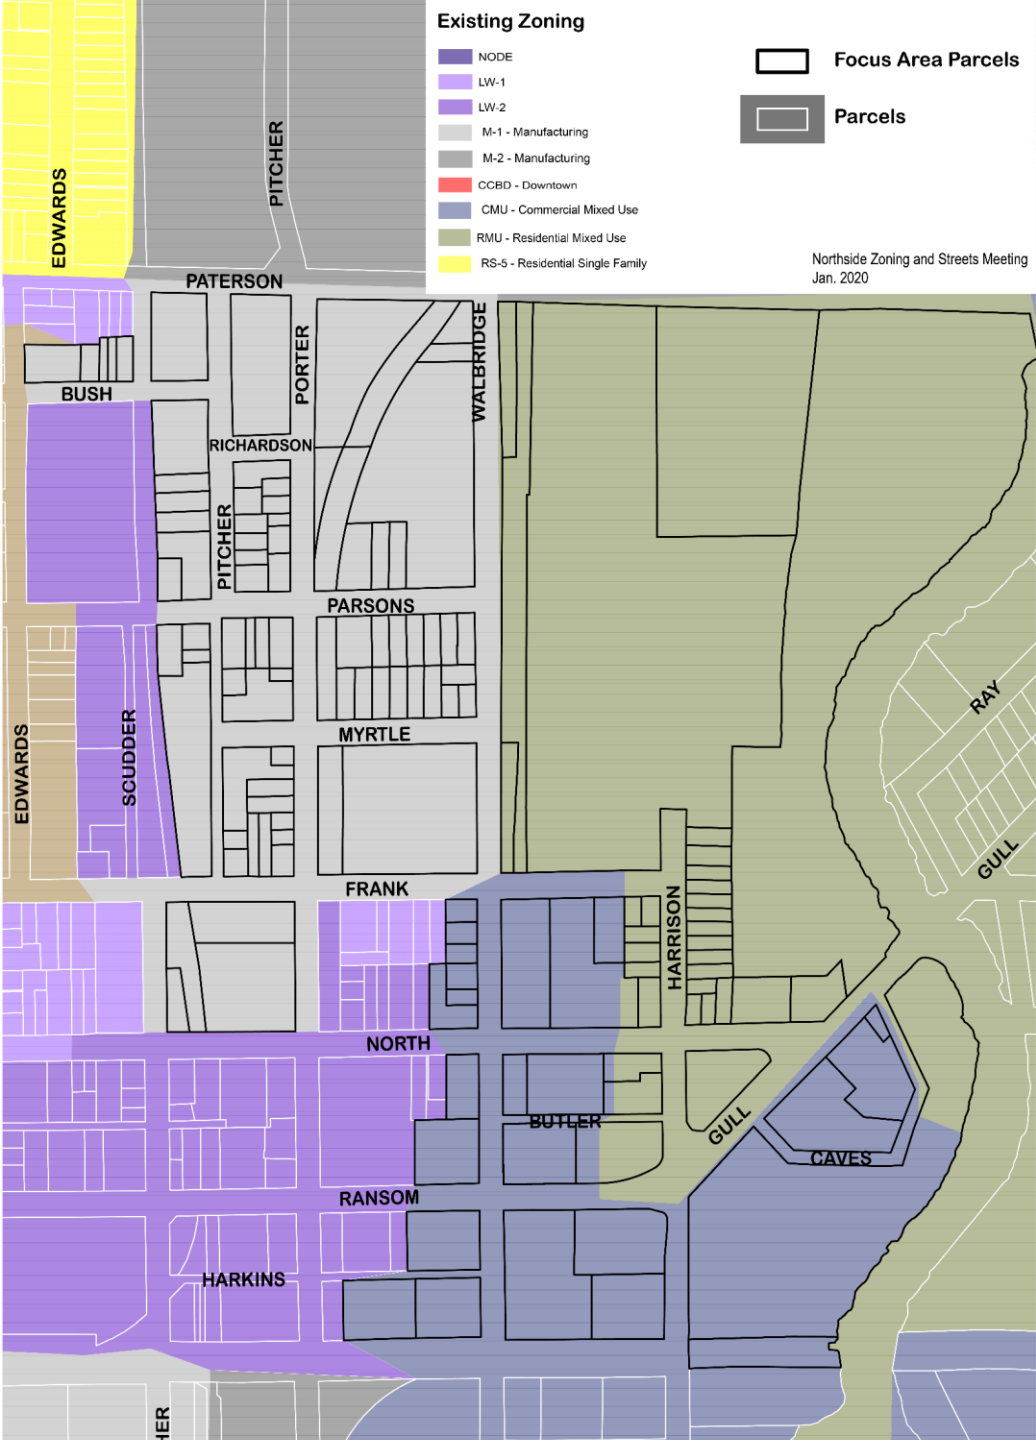 Existing Zoning
NODE
LW-1
LW-2
M-1 - Manufacturing
M-2 - Manufacturing
CCBD - Downtown
CMU - Commercial Mixed Use
RMU - Residential Mixed Use
RS-5 - Residential Single Family
Focus Area Parcels
Parcels
Northside Zoning and Streets Meeting
Jan. 2020
EDWARDS
PITCHER
PATERSON
PORTER
WALBRIDGE
BUSH
RICHARDSON
PITCHER
PARSONS
RAY
MYRTLE
SCUDDER
EDWARDS
GULL
FRANK
HARRISON
NORTH
BUTLER
GULL
CAVES
RANSOM
HARKINS
HER